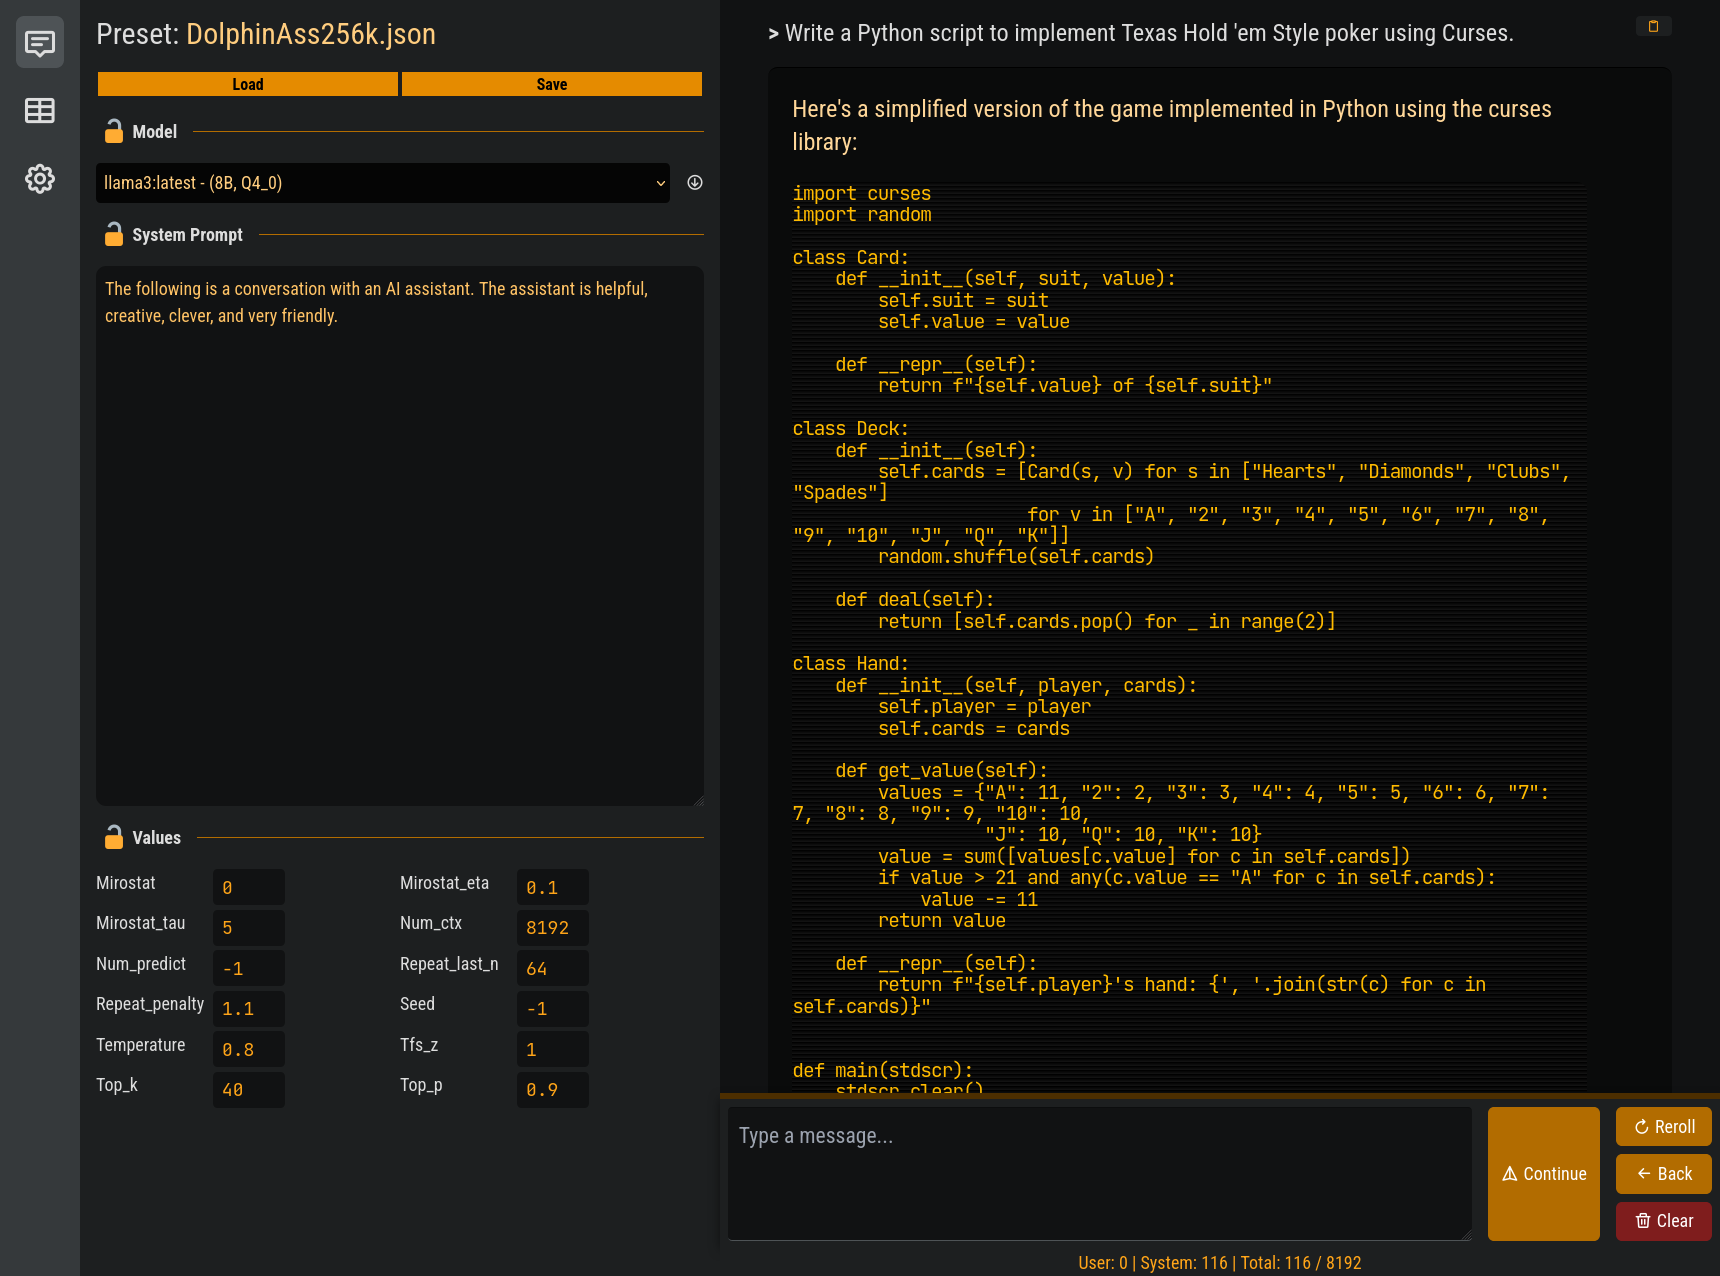 Preset: DolphinAss256k.json
Load
Save
Model
llama3:latest - (8B, Q4_0)
System Prompt
The following is a conversation with an AI assistant. The assistant is helpful,
creative, clever, and very friendly.
Values
Mirostat 0 Mirostat_eta 0.1
Mirostat_tau 5 Num_ctx 8192
Num_predict -1 Repeat_last_n 64
Repeat_penalty 1.1 Seed -1
Temperature 0.8 Tfs_z 1
Top_k 40 Top_p 0.9
> Write a Python script to implement Texas Hold 'em Style poker using Curses.
Here's a simplified version of the game implemented in Python using the curses
library:
import curses
import random
class Card:
    def __init__(self, suit, value):
        self.suit = suit
        self.value = value
    def __repr__(self):
        return f"{self.value} of {self.suit}"
class Deck:
    def __init__(self):
        self.cards = [Card(s, v) for s in ["Hearts", "Diamonds", "Clubs",
"Spades"]
                      for v in ["A", "2", "3", "4", "5", "6", "7", "8",
"9", "10", "J", "Q", "K"]]
        random.shuffle(self.cards)
    def deal(self):
        return [self.cards.pop() for _ in range(2)]
class Hand:
    def __init__(self, player, cards):
        self.player = player
        self.cards = cards
    def get_value(self):
        values = {"A": 11, "2": 2, "3": 3, "4": 4, "5": 5, "6": 6, "7":
7, "8": 8, "9": 9, "10": 10,
                  "J": 10, "Q": 10, "K": 10}
        value = sum([values[c.value] for c in self.cards])
        if value > 21 and any(c.value == "A" for c in self.cards):
            value -= 11
        return value
    def __repr__(self):
        return f"{self.player}'s hand: {', '.join(str(c) for c in
self.cards)}"
def main(stdscr):
    stdscr.clear()
Type a message...
Continue
Reroll
Back
Clear
User: 0 | System: 116 | Total: 116 / 8192